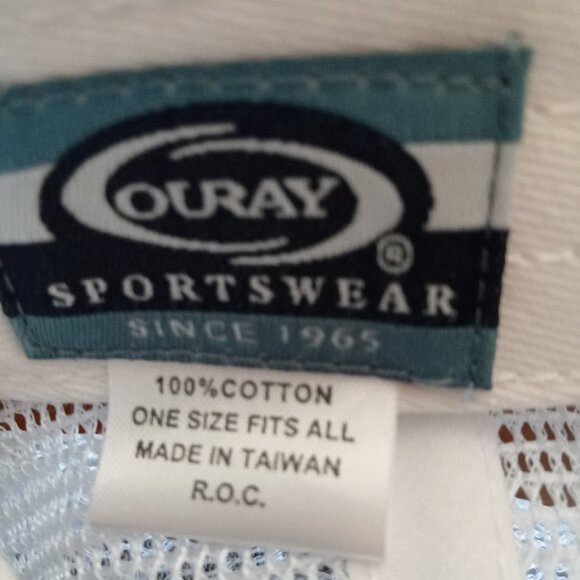 OURAY
®
SPORTSWEAR
SINCE 1965
100%COTTON
ONE SIZE FITS ALL
MADE IN TAIWAN
R.O.C.